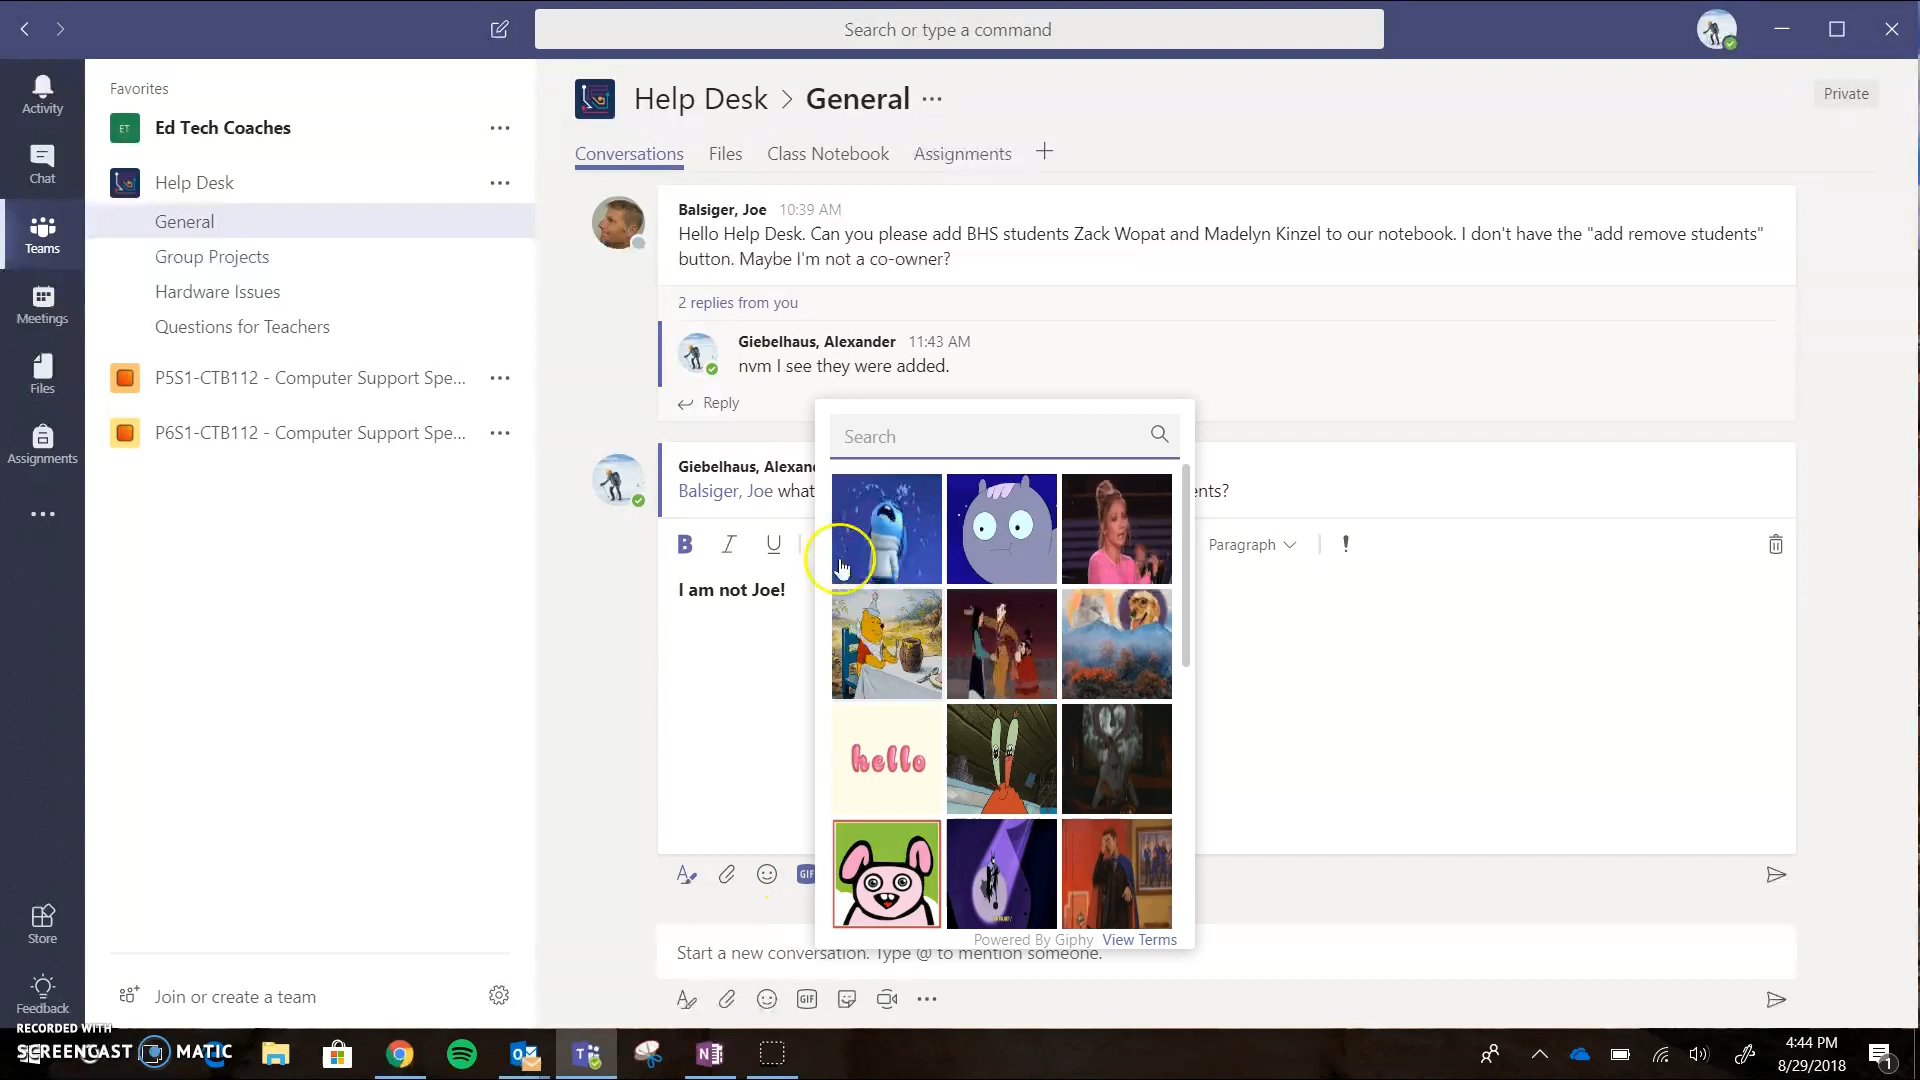 Search or type a command
Activity
Chat
Teams
Meetings
Files
Assignments
Store
Feedback
Favorites
ET Ed Tech Coaches
Help Desk
General
Group Projects
Hardware Issues
Questions for Teachers
P5S1-CTB112 - Computer Support Spe...
P6S1-CTB112 - Computer Support Spe...
Join or create a team
Help Desk > General
Private
Conversations Files Class Notebook Assignments
Balsiger, Joe 10:39 AM
Hello Help Desk. Can you please add BHS students Zack Wopat and Madelyn Kinzel to our notebook. I don't have the "add remove students"
button. Maybe I'm not a co-owner?
2 replies from you
Giebelhaus, Alexander 11:43 AM
nvm I see they were added.
Reply
Search
Giebelhaus, Alexan
Balsiger, Joe what nts?
B I U Paragraph !
I am not Joe!
hello
GIF
Powered By Giphy View Terms
Start a new conversation. Type @ to mention someone.
GIF
RECORDED WITH
SCREENCAST MATIC
4:44 PM
8/29/2018
1